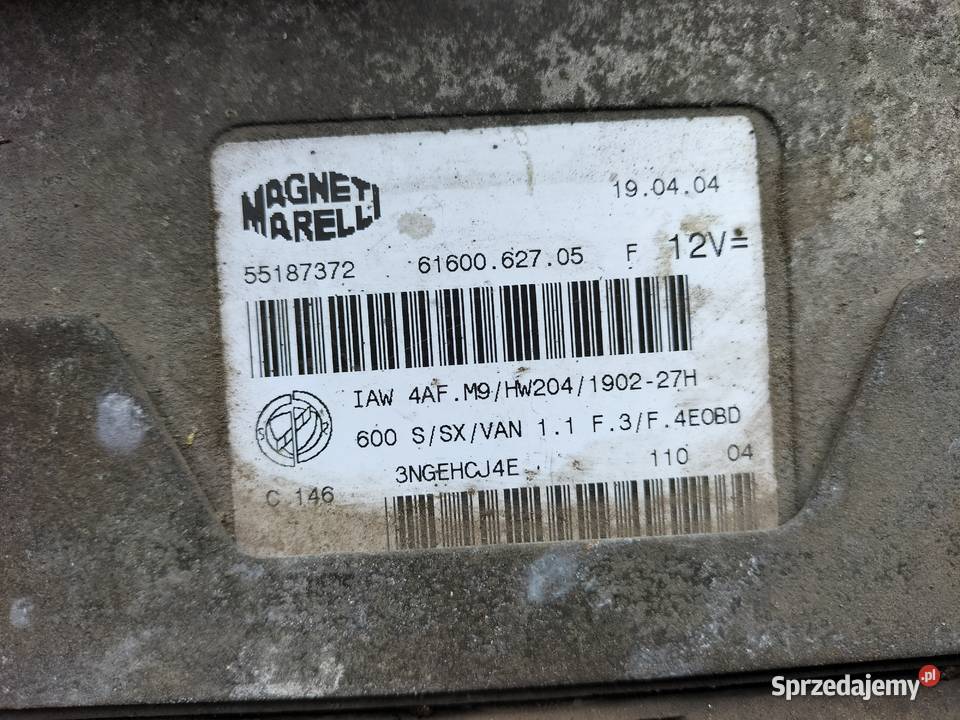 MAGNETI MARELLI
19.04.04
55187372 61600.627.05 F 12V=
IAW 4AF.M9/HW204/1902-27H
600 S/SX/VAN 1.1 F.3/F.4EOBD
3NGEHCJ4E 110 04
C 146
S R
Sprzedajemy.pl